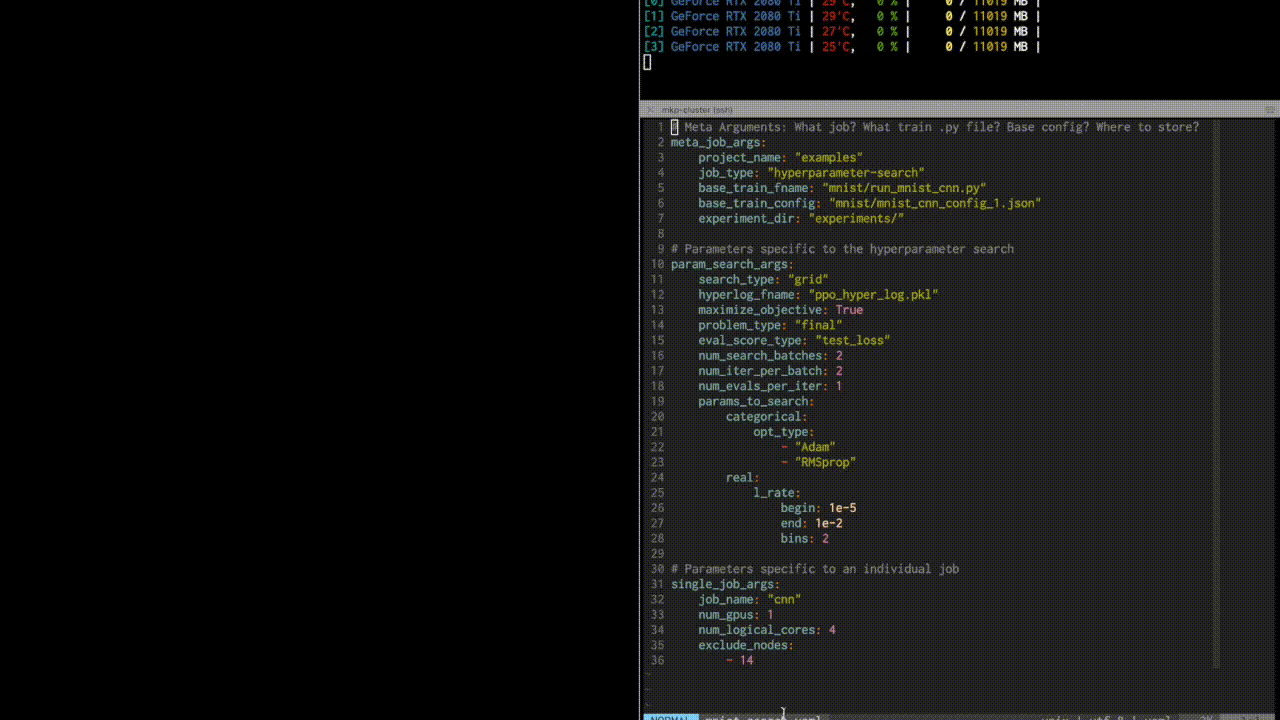 [0] GeForce RTX 2080 Ti | 29'C, 0 % | 0 / 11019 MB |
[1] GeForce RTX 2080 Ti | 29'C, 0 % | 0 / 11019 MB |
[2] GeForce RTX 2080 Ti | 27'C, 0 % | 0 / 11019 MB |
[3] GeForce RTX 2080 Ti | 25'C, 0 % | 0 / 11019 MB |
mkp-cluster (ssh)
1 # Meta Arguments: What job? What train .py file? Base config? Where to store?
2 meta_job_args:
3     project_name: "examples"
4     job_type: "hyperparameter-search"
5     base_train_fname: "mnist/run_mnist_cnn.py"
6     base_train_config: "mnist/mnist_cnn_config_1.json"
7     experiment_dir: "experiments/"
8
9 # Parameters specific to the hyperparameter search
10 param_search_args:
11     search_type: "grid"
12     hyperlog_fname: "ppo_hyper_log.pkl"
13     maximize_objective: True
14     problem_type: "final"
15     eval_score_type: "test_loss"
16     num_search_batches: 2
17     num_iter_per_batch: 2
18     num_evals_per_iter: 1
19     params_to_search:
20         categorical:
21             opt_type:
22                 - "Adam"
23                 - "RMSprop"
24         real:
25             l_rate:
26                 begin: 1e-5
27                 end: 1e-2
28                 bins: 2
29
30 # Parameters specific to an individual job
31 single_job_args:
32     job_name: "cnn"
33     num_gpus: 1
34     num_logical_cores: 4
35     exclude_nodes:
36         - 14
~
~
~
NORMAL mnist_search.yaml